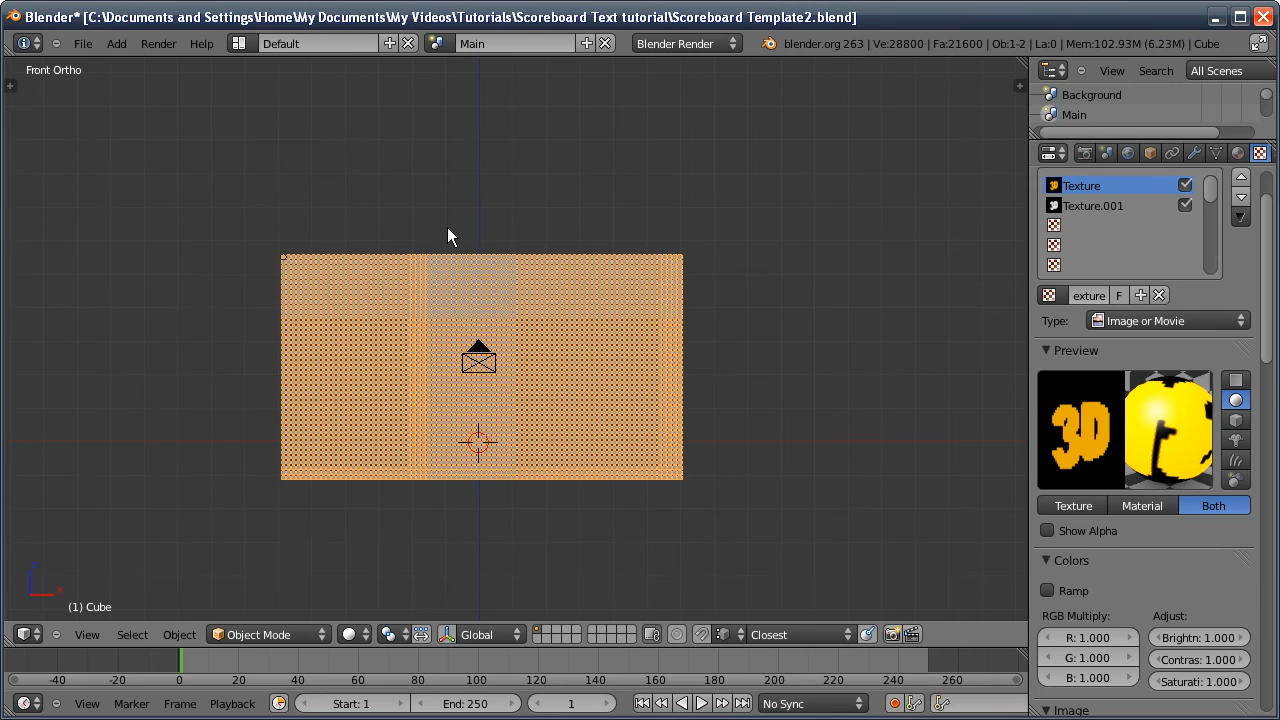 Blender* [C:\Documents and Settings\Home\My Documents\My Videos\Tutorials\Scoreboard Text tutorial\Scoreboard Template2.blend]
File Add Render Help Default Main Blender Render blender.org 263 | Ve:28800 | Fa:21600 | Ob:1-2 | La:0 | Mem:102.93M (6.23M) | Cube
Front Ortho
View Search All Scenes
Background
Main
Texture
Texture.001
exture F
Type: Image or Movie
Preview
3D
Texture Material Both
Show Alpha
Colors
Ramp
RGB Multiply: Adjust:
R: 1.000 Brightn: 1.000
G: 1.000 Contras: 1.000
B: 1.000 Saturati: 1.000
Image
z
x
(1) Cube
View Select Object Object Mode Global Closest
-40 -20 0 20 40 60 80 100 120 140 160 180 200 220 240 260
View Marker Frame Playback Start: 1 End: 250 1 No Sync